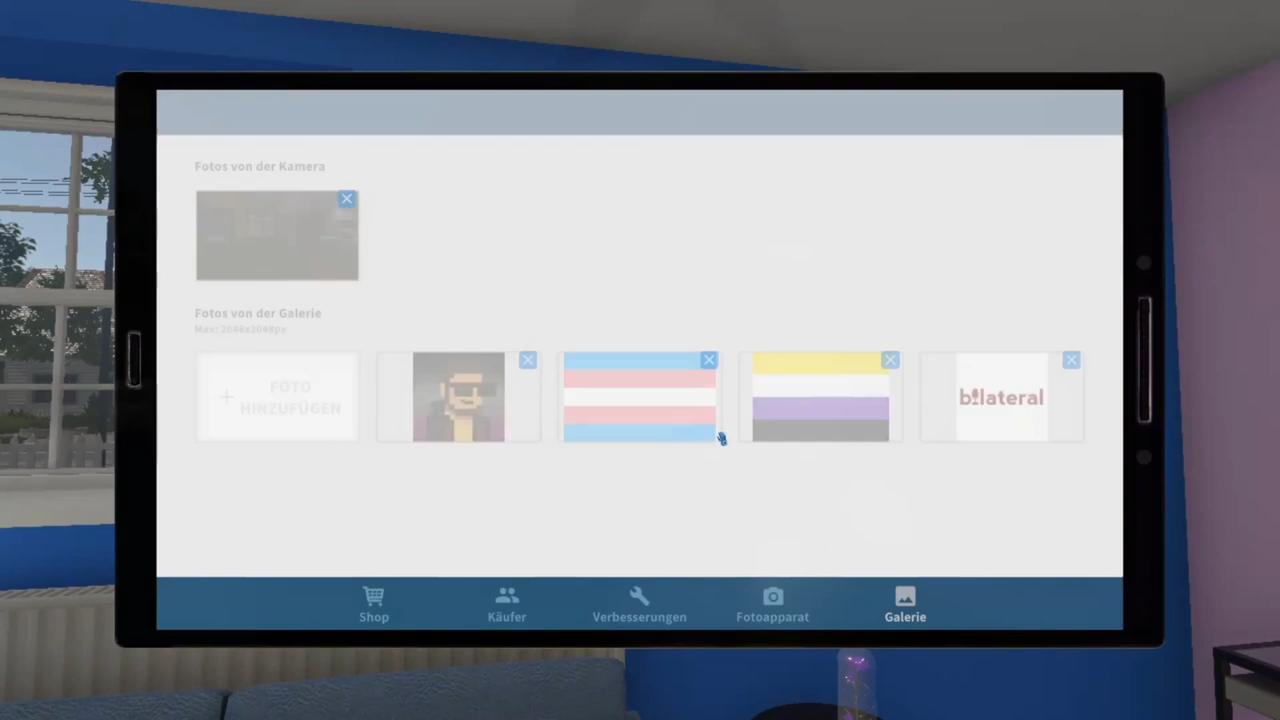 Fotos von der Kamera
Fotos von der Galerie
Max: 2048x2048px
+ FOTO
HINZUFÜGEN
bilateral
Shop
Käufer
Verbesserungen
Fotoapparat
Galerie